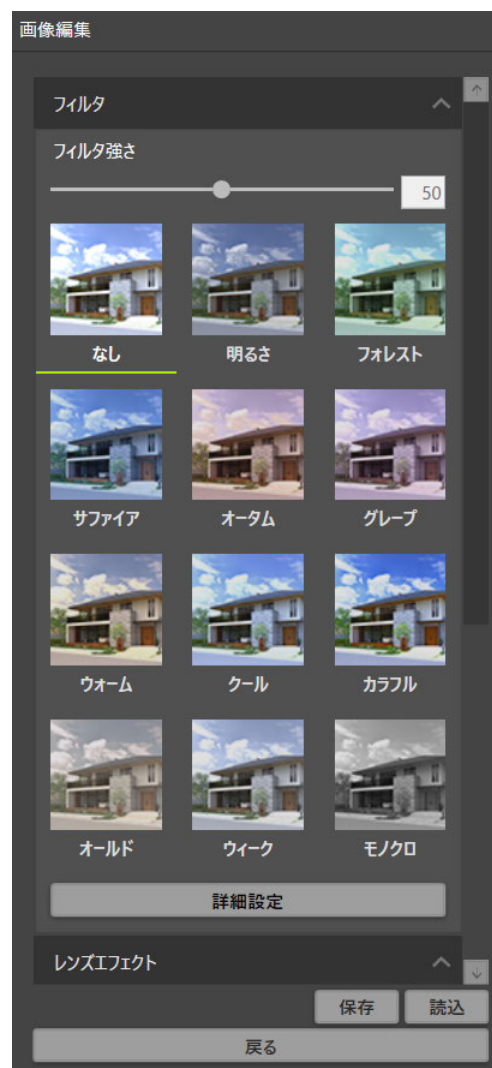 画像編集
フィルタ
フィルタ強さ
50
なし 明るさ フォレスト
サファイア オータム グレープ
ウォーム クール カラフル
オールド ウィーク モノクロ
詳細設定
レンズエフェクト
保存 読込
戻る